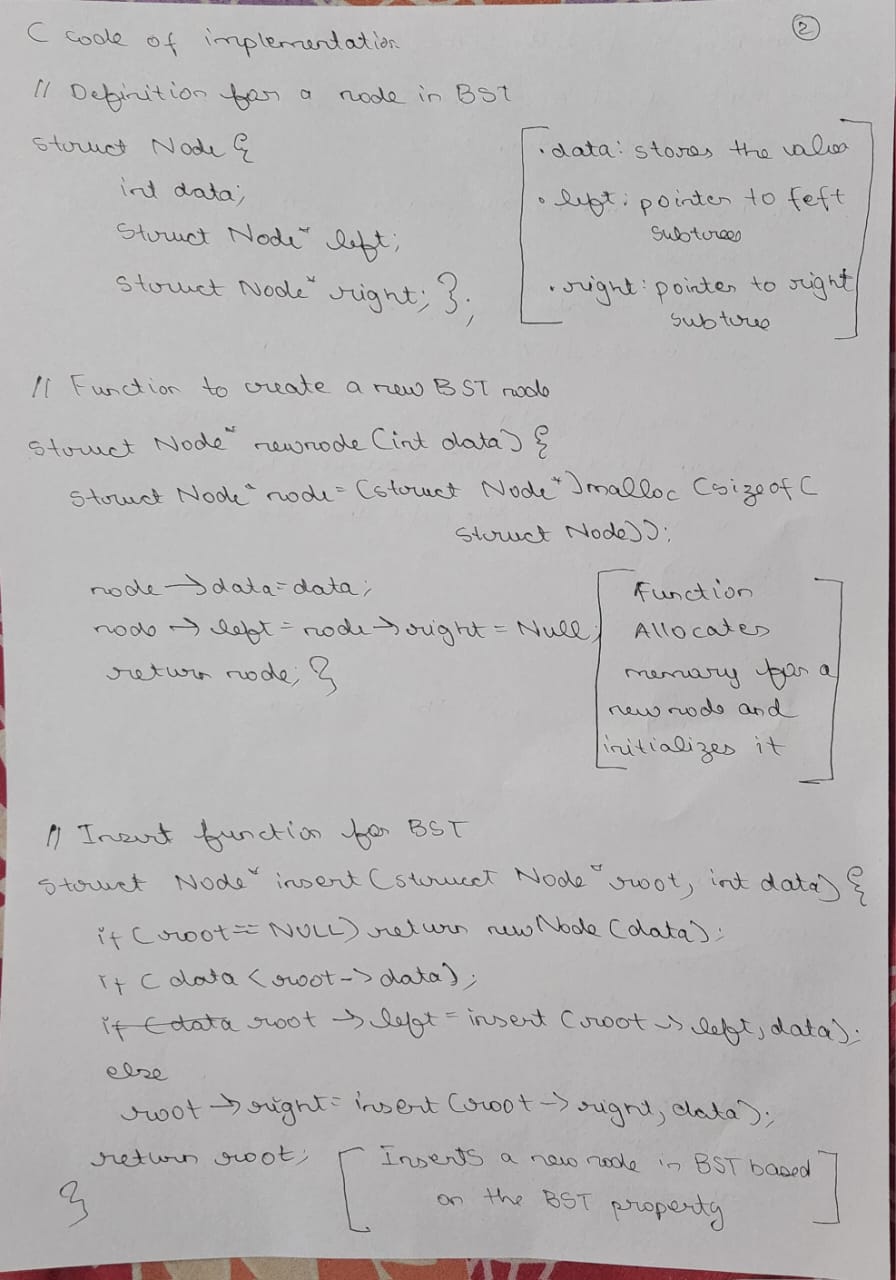 ②
C code of implementation
// Definition for a node in BST
struct Node {
int data;
struct Node* left;
struct Node* right; };
• data: stores the value
• left: pointer to feft
subtree
• right: pointer to right
subtree
// Function to create a new BST node
struct Node* newnode (int data) {
struct Node* node = (struct Node*) malloc (sizeof (
struct Node));
node → data = data;
node → left = node → right = Null;
return node; }
Function
Allocates
memory for a
new node and
initializes it
// Insert function for BST
struct Node* insert (struct Node* root, int data) {
if (root == NULL) return newNode (data);
if (data < root -> data);
if (data root → left = insert (root → left, data);
else
root → right = insert (root -> right, data);
return root;
}
Inserts a new node in BST based
on the BST property